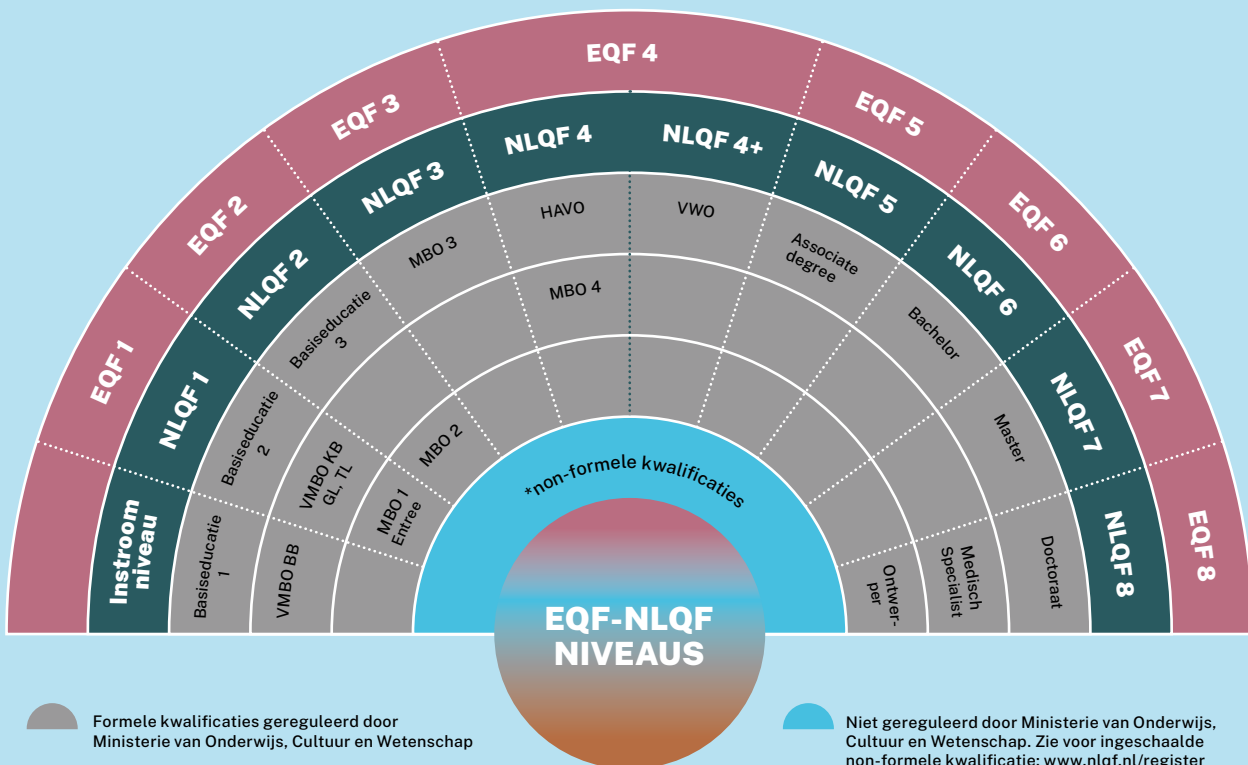 EQF 1
EQF 2
EQF 3
EQF 4
EQF 5
EQF 6
EQF 7
EQF 8
Instroom
niveau
NLQF 1
NLQF 2
NLQF 3
NLQF 4
NLQF 4+
NLQF 5
NLQF 6
NLQF 7
NLQF 8
Basiseducatie
1
Basiseducatie
2
Basiseducatie
3
MBO 3
HAVO
VWO
Associate
degree
Bachelor
Master
Doctoraat
VMBO BB
VMBO KB
GL, TL
MBO 4
Medisch
Specialist
MBO 1
Entree
MBO 2
Ontwer-
per
*non-formele kwalificaties
EQF-NLQF
NIVEAUS
Formele kwalificaties gereguleerd door
Ministerie van Onderwijs, Cultuur en Wetenschap
Niet gereguleerd door Ministerie van Onderwijs,
Cultuur en Wetenschap. Zie voor ingeschaalde
non-formele kwalificatie: www.nlqf.nl/register